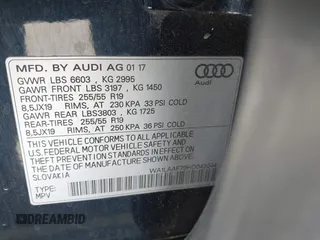 MFD. BY AUDI AG 01 17
GVWR LBS 6603 , KG 2995
GAWR FRONT LBS 3197 , KG 1450
FRONT-TIRES 255/55 R19
8,5JX19 RIMS, AT 230 KPA 33 PSI COLD
GAWR REAR LBS3803 , KG 1725
REAR-TIRES 255/55 R19
8,5JX19 RIMS, AT 250 KPA 36 PSI COLD
THIS VEHICLE CONFORMS TO ALL APPLICABLE
U.S. FEDERAL MOTOR VEHICLE SAFETY
AND THEFT PREVENTION STANDARDS IN EFFECT ON
THE DATE OF MANUFACTURE SHOWN ABOVE.
SLOVAKIA
TYPE:
MPV
Audi
DREAMBID